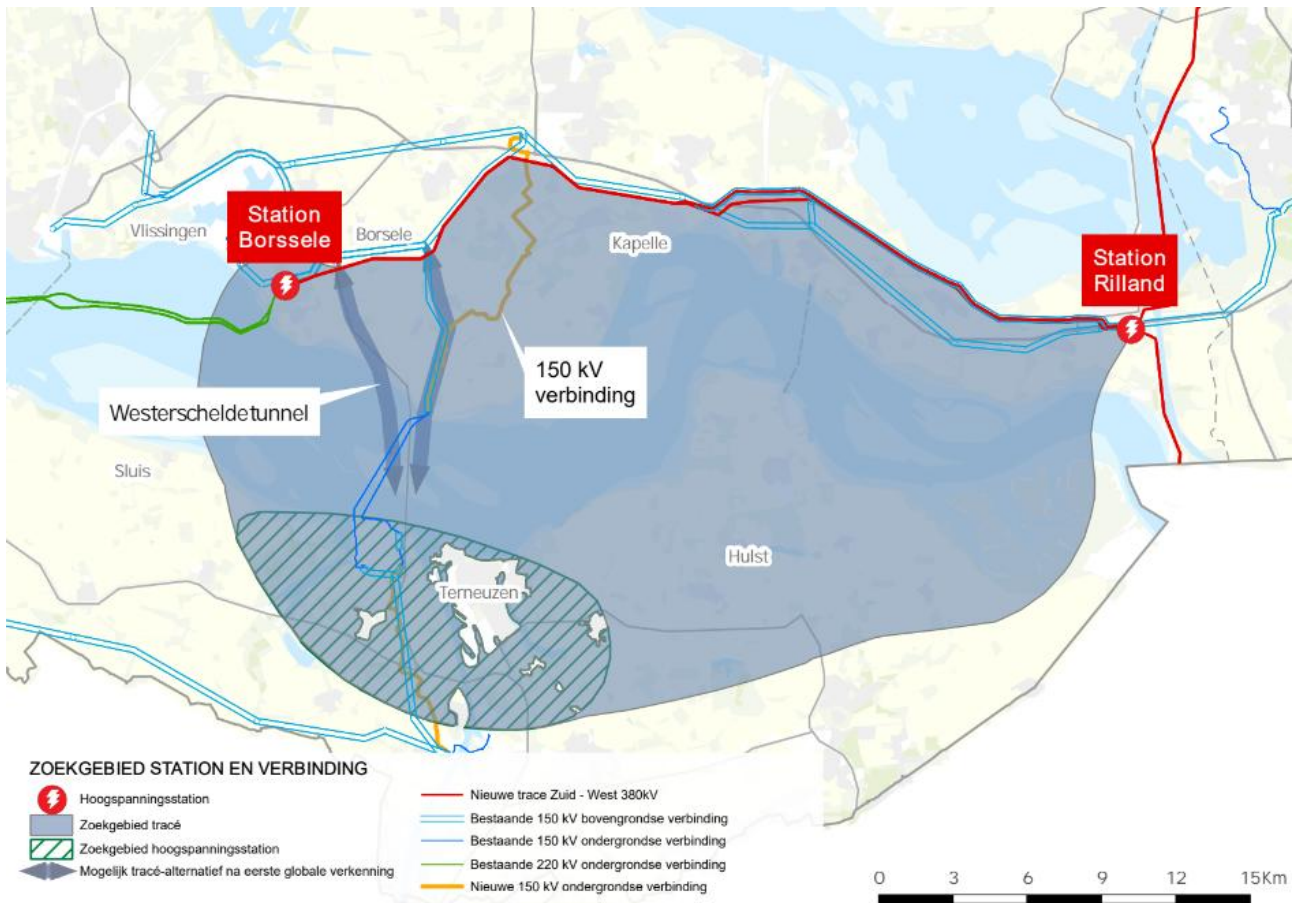 Vlissingen
Station
Borssele
Borsele
Kapelle
Station
Rilland
150 kV
verbinding
Westerscheldetunnel
Sluis
Hulst
Terneuzen
ZOEKGEBIED STATION EN VERBINDING
Hoogspanningsstation
Zoekgebied tracé
Zoekgebied hoogspanningsstation
Mogelijk tracé-alternatief na eerste globale verkenning
Nieuwe trace Zuid - West 380kV
Bestaande 150 kV bovengrondse verbinding
Bestaande 150 kV ondergrondse verbinding
Bestaande 220 kV ondergrondse verbinding
Nieuwe 150 kV ondergrondse verbinding
0 3 6 9 12 15Km